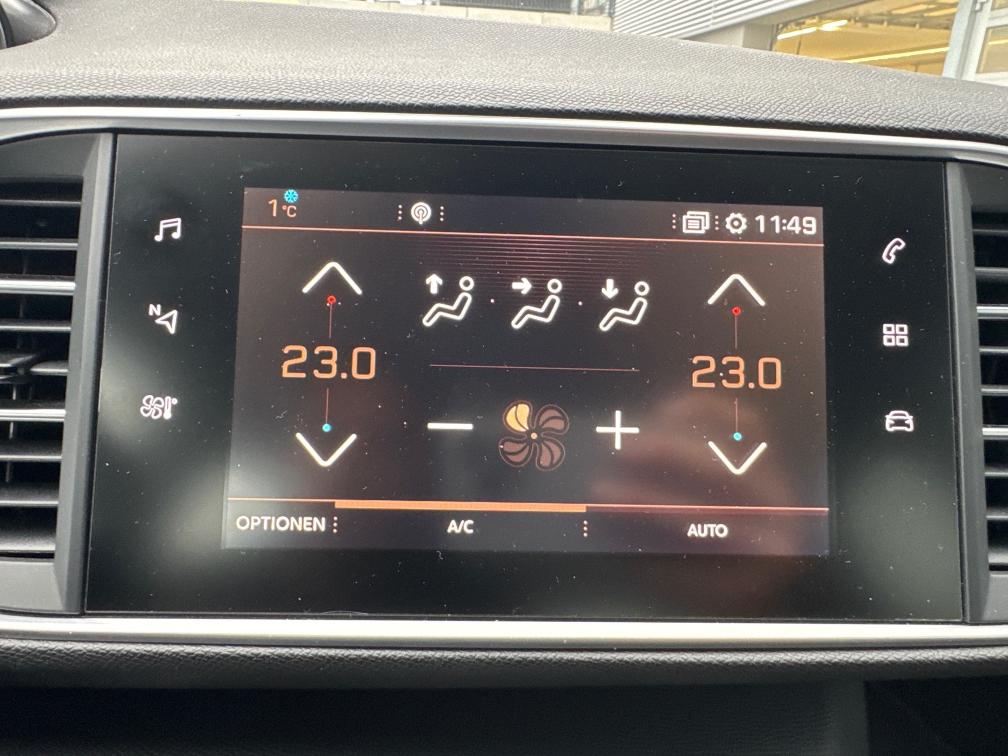 1°C
11:49
N
23.0
23.0
OPTIONEN
A/C
AUTO